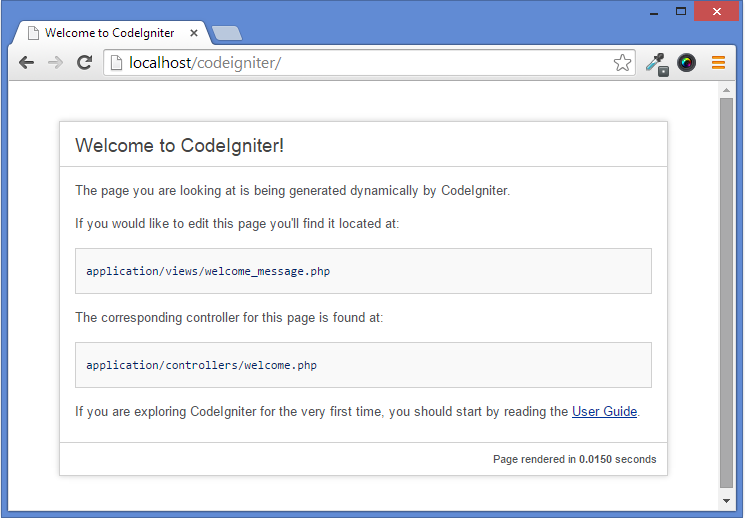 Welcome to CodeIgniter
localhost/codeigniter/
Welcome to CodeIgniter!
The page you are looking at is being generated dynamically by CodeIgniter.
If you would like to edit this page you'll find it located at:
application/views/welcome_message.php
The corresponding controller for this page is found at:
application/controllers/welcome.php
If you are exploring CodeIgniter for the very first time, you should start by reading the User Guide.
Page rendered in 0.0150 seconds